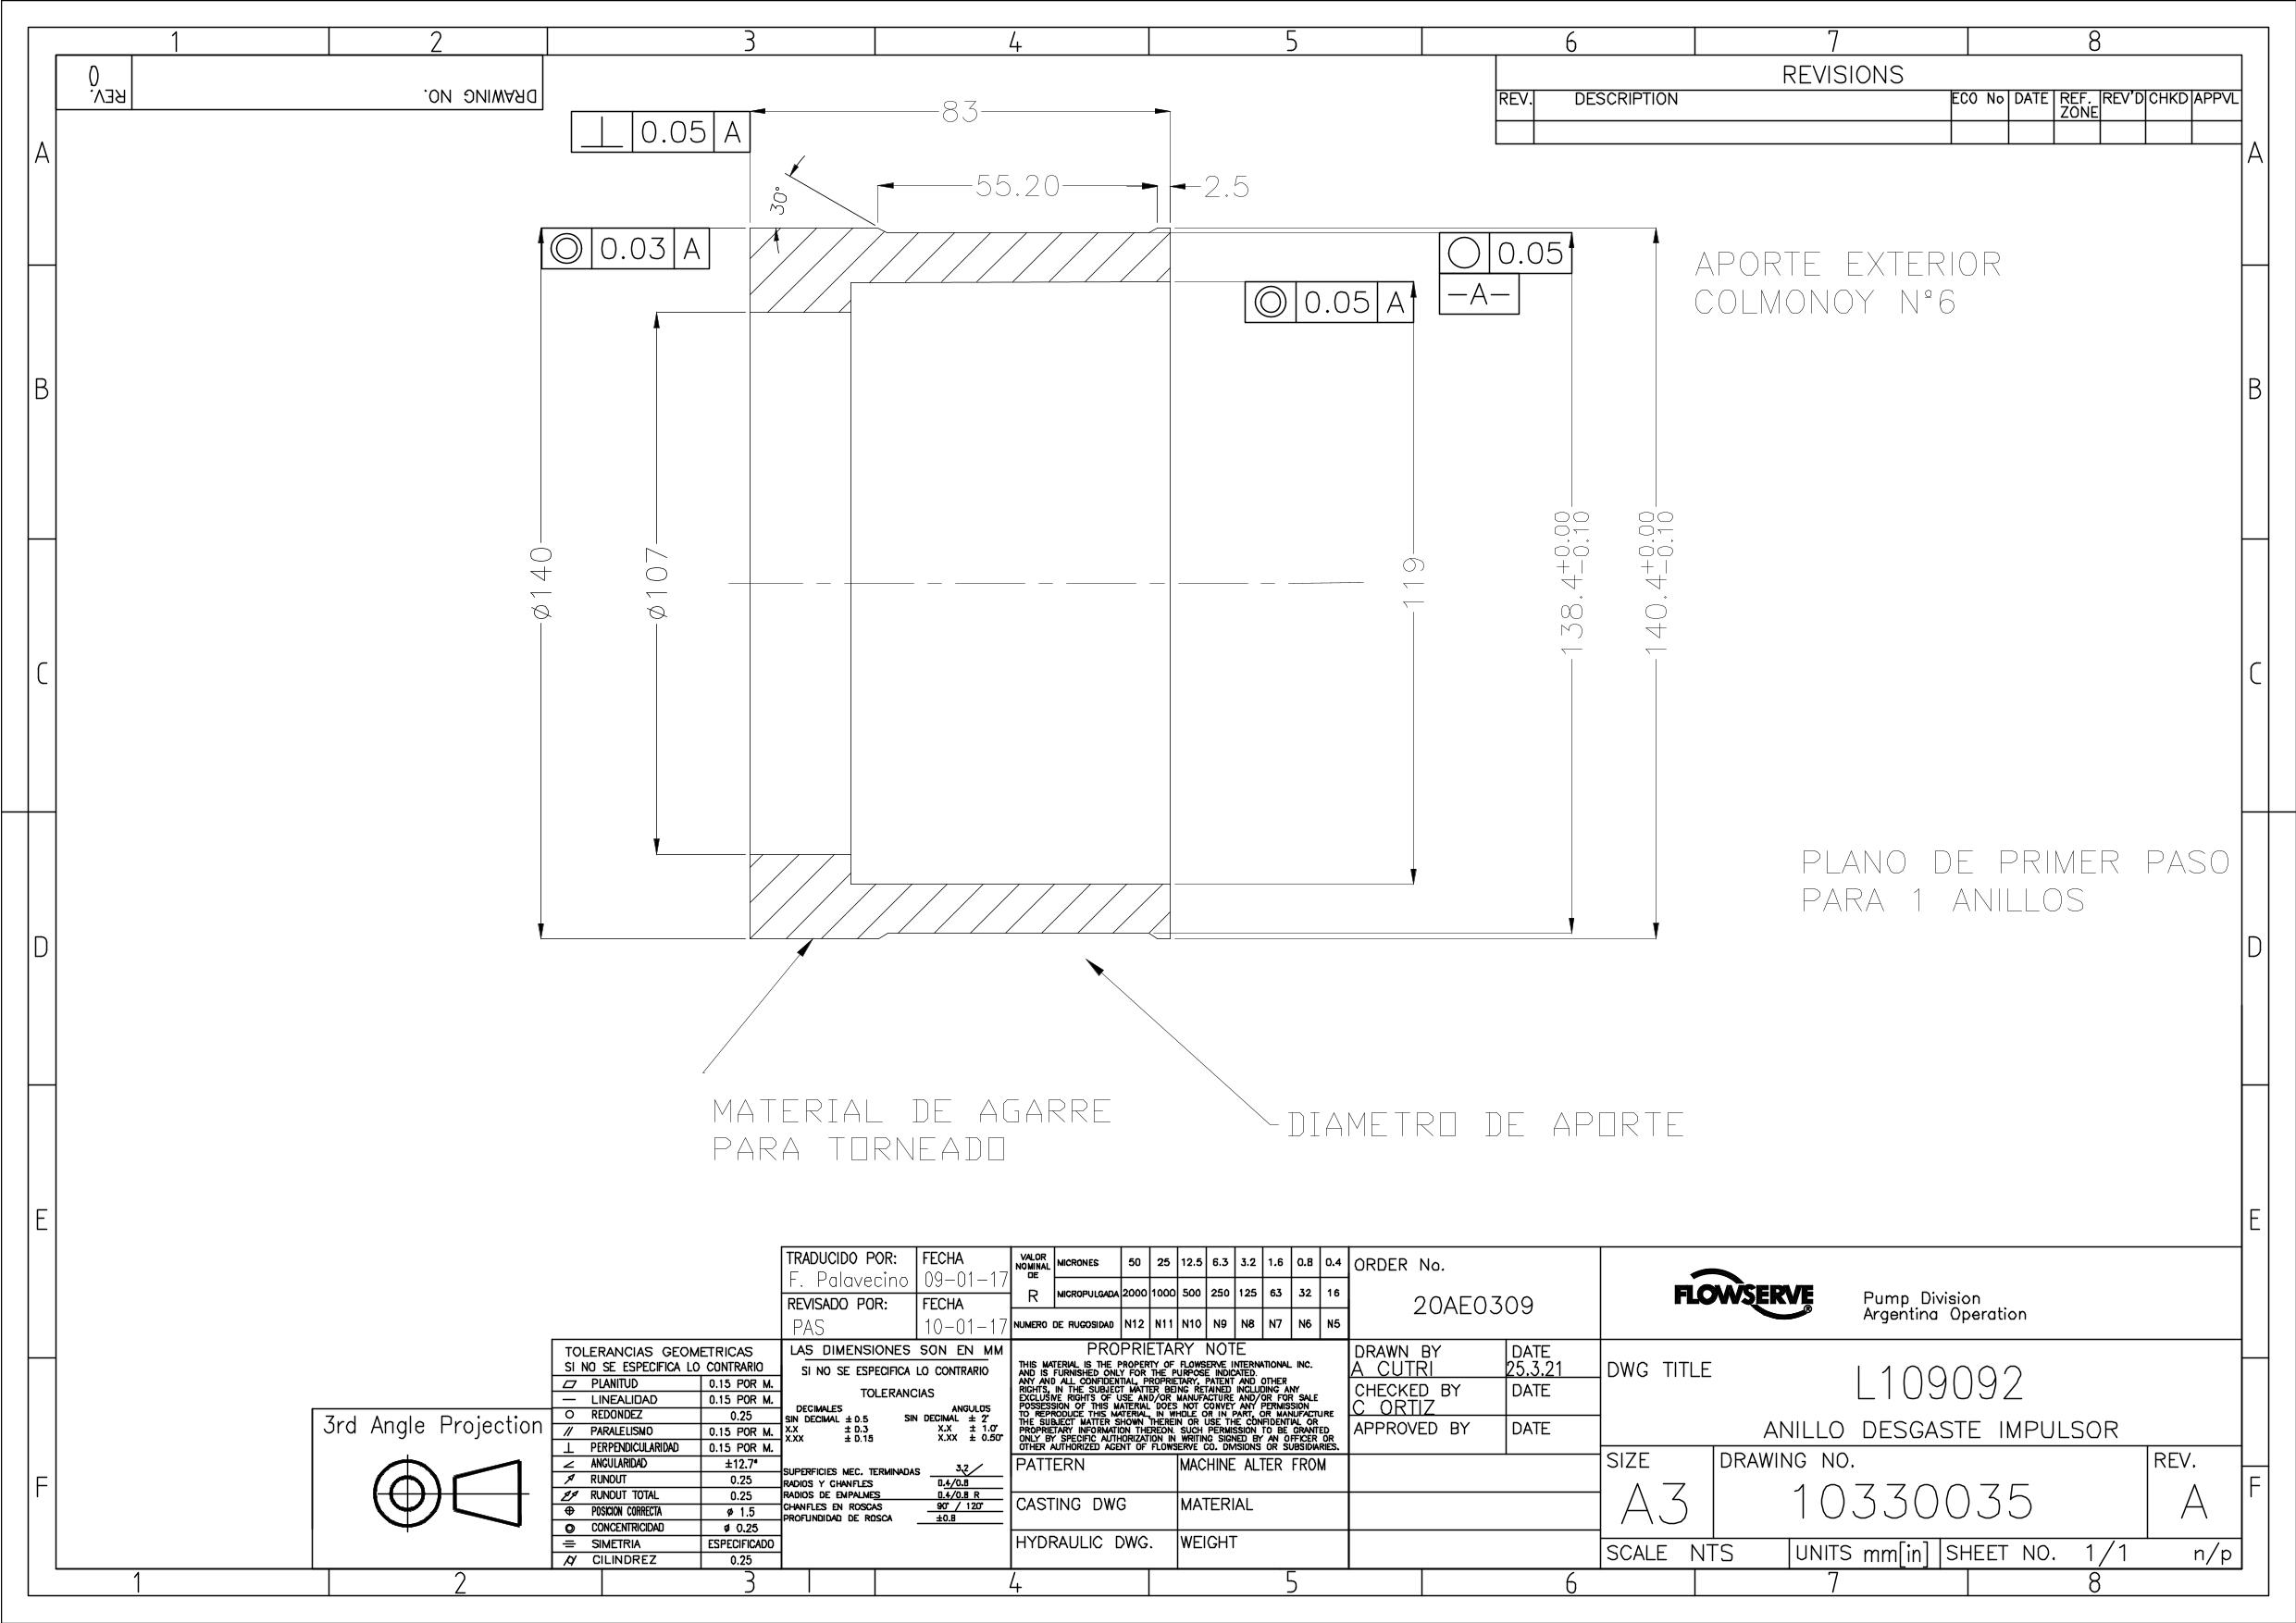 1 2 3 4 5 6 7 8
REV. 0
DRAWING NO.
REVISIONS
REV. DESCRIPTION ECO No DATE REF. ZONE REV'D CHKD APPVL
A A
B B
C C
D D
E E
F F
⊥ 0.05 A
83
55.20
2.5
30°
◎ 0.03 A
○ 0.05
-A-
◎ 0.05 A
APORTE EXTERIOR
COLMONOY N°6
ø140
ø107
119
138.4 +0.00 -0.10
140.4 +0.00 -0.10
PLANO DE PRIMER PASO
PARA 1 ANILLOS
MATERIAL DE AGARRE
PARA TORNEADO
DIAMETRO DE APORTE
3rd Angle Projection
TOLERANCIAS GEOMETRICAS
SI NO SE ESPECIFICA LO CONTRARIO
PLANITUD 0.15 POR M.
LINEALIDAD 0.15 POR M.
REDONDEZ 0.25
PARALELISMO 0.15 POR M.
PERPENDICULARIDAD 0.15 POR M.
ANGULARIDAD ±12.7"
RUNOUT 0.25
RUNOUT TOTAL 0.25
POSICION CORRECTA ø 1.5
CONCENTRICIDAD ø 0.25
SIMETRIA ESPECIFICADO
CILINDREZ 0.25
TRADUCIDO POR: FECHA
F. Palavecino 09-01-17
REVISADO POR: FECHA
PAS 10-01-17
LAS DIMENSIONES SON EN MM
SI NO SE ESPECIFICA LO CONTRARIO
TOLERANCIAS
DECIMALES ANGULOS
SIN DECIMAL ± 0.5 SIN DECIMAL ± 2°
X.X ± 0.3 X.X ± 1.0°
X.XX ± 0.15 X.XX ± 0.50°
SUPERFICIES MEC. TERMINADAS 3.2
RADIOS Y CHANFLES 0.4/0.8
RADIOS DE EMPALMES 0.4/0.8 R
CHANFLES EN ROSCAS 90° / 120°
PROFUNDIDAD DE ROSCA ±0.8
VALOR NOMINAL DE R
MICRONES 50 25 12.5 6.3 3.2 1.6 0.8 0.4
MICROPULGADA 2000 1000 500 250 125 63 32 16
NUMERO DE RUGOSIDAD N12 N11 N10 N9 N8 N7 N6 N5
PROPRIETARY NOTE
THIS MATERIAL IS THE PROPERTY OF FLOWSERVE INTERNATIONAL INC.
AND IS FURNISHED ONLY FOR THE PURPOSE INDICATED.
ANY AND ALL CONFIDENTIAL, PROPRIETARY, PATENT AND OTHER
RIGHTS, IN THE SUBJECT MATTER BEING RETAINED INCLUDING ANY
EXCLUSIVE RIGHTS OF USE AND/OR MANUFACTURE AND/OR FOR SALE
POSSESSION OF THIS MATERIAL DOES NOT CONVEY ANY PERMISSION
TO REPRODUCE THIS MATERIAL, IN WHOLE OR IN PART, OR MANUFACTURE
THE SUBJECT MATTER SHOWN THEREIN OR USE THE CONFIDENTIAL OR
PROPRIETARY INFORMATION THEREON. SUCH PERMISSION TO BE GRANTED
ONLY BY SPECIFIC AUTHORIZATION IN WRITING SIGNED BY AN OFFICER OR
OTHER AUTHORIZED AGENT OF FLOWSERVE CO. DIVISIONS OR SUBSIDIARIES.
PATTERN MACHINE ALTER FROM
CASTING DWG MATERIAL
HYDRAULIC DWG. WEIGHT
ORDER No.
20AE0309
DRAWN BY DATE
A CUTRI 25.3.21
CHECKED BY DATE
C ORTIZ
APPROVED BY DATE
FLOWSERVE®
Pump Division
Argentina Operation
DWG TITLE
L109092
ANILLO DESGASTE IMPULSOR
SIZE DRAWING NO. REV.
A3 10330035 A
SCALE NTS UNITS mm[in] SHEET NO. 1/1 n/p
1 2 3 4 5 6 7 8